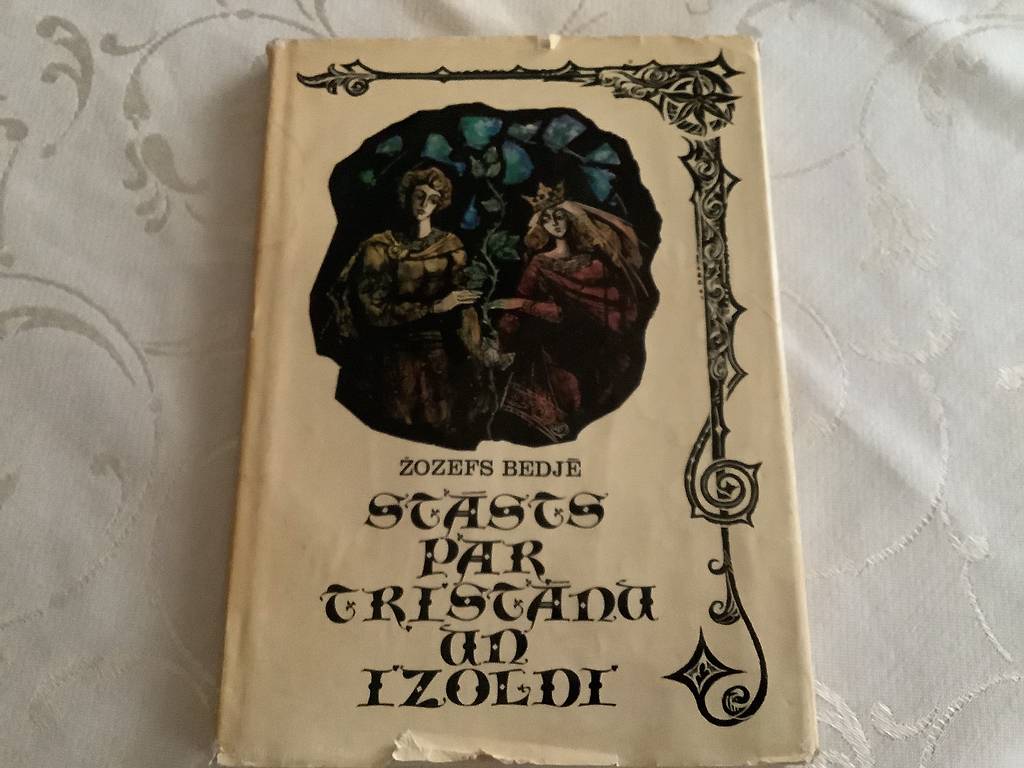 ŽOZEFS BEDJĒ
STĀSTS
PAR
TRISTĀNU
UN
IZOLDI